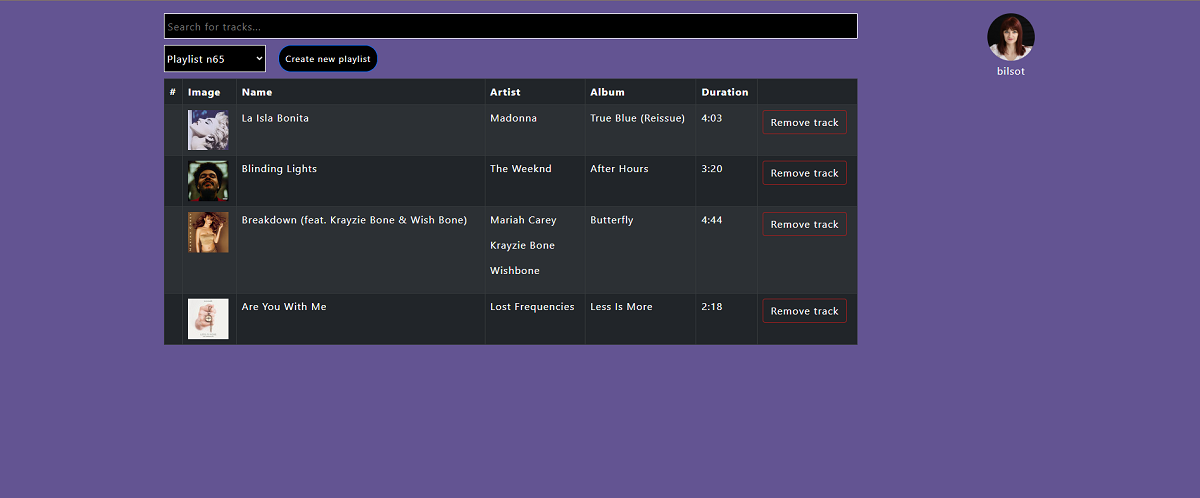 Search for tracks...
bilsot
Playlist n65
Create new playlist
# Image Name Artist Album Duration
La Isla Bonita Madonna True Blue (Reissue) 4:03 Remove track
Blinding Lights The Weeknd After Hours 3:20 Remove track
Breakdown (feat. Krayzie Bone & Wish Bone) Mariah Carey Butterfly 4:44 Remove track
Krayzie Bone
Wishbone
Are You With Me Lost Frequencies Less Is More 2:18 Remove track